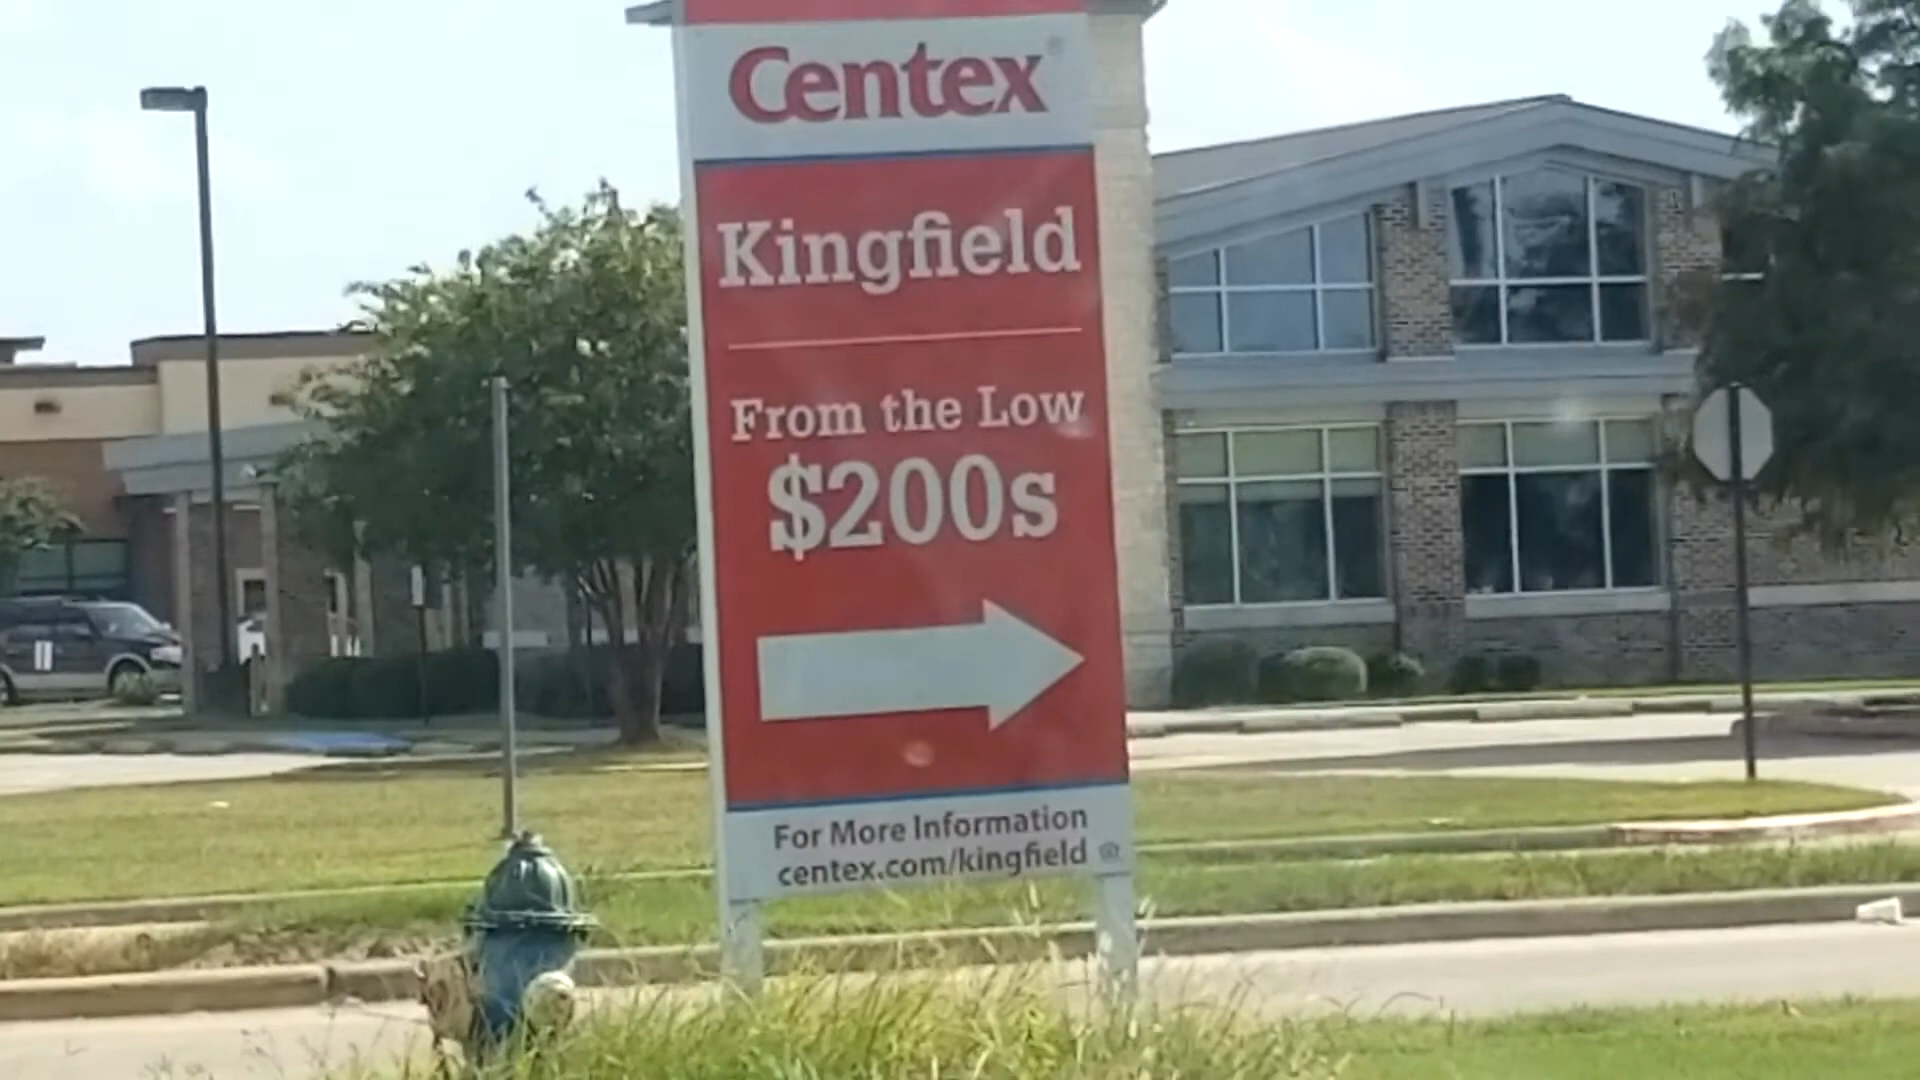 Centex®
Kingfield
From the Low
$200s
For More Information
centex.com/kingfield